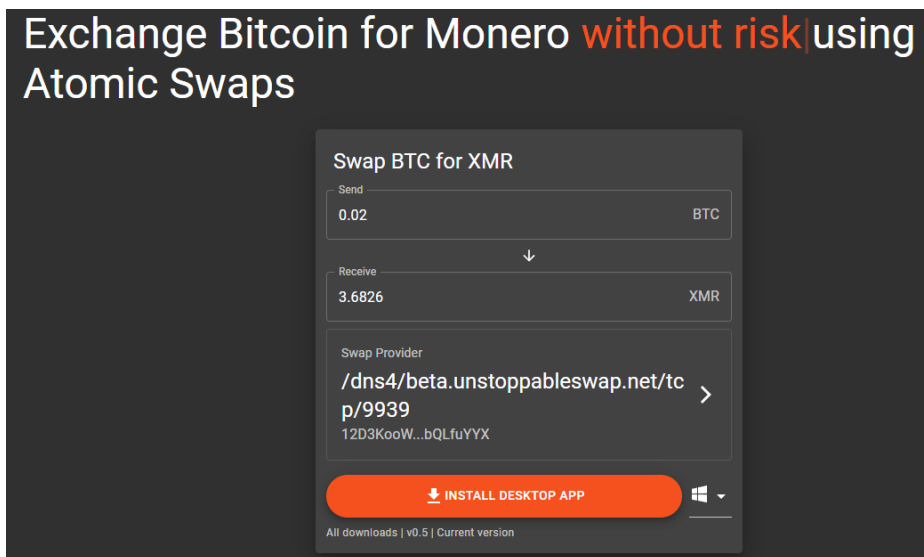 Exchange Bitcoin for Monero without risk using
Atomic Swaps
Swap BTC for XMR
Send
0.02 BTC
Receive
3.6826 XMR
Swap Provider
/dns4/beta.unstoppableswap.net/tc
p/9939
12D3KooW...bQLfuYYX
INSTALL DESKTOP APP
All downloads | v0.5 | Current version